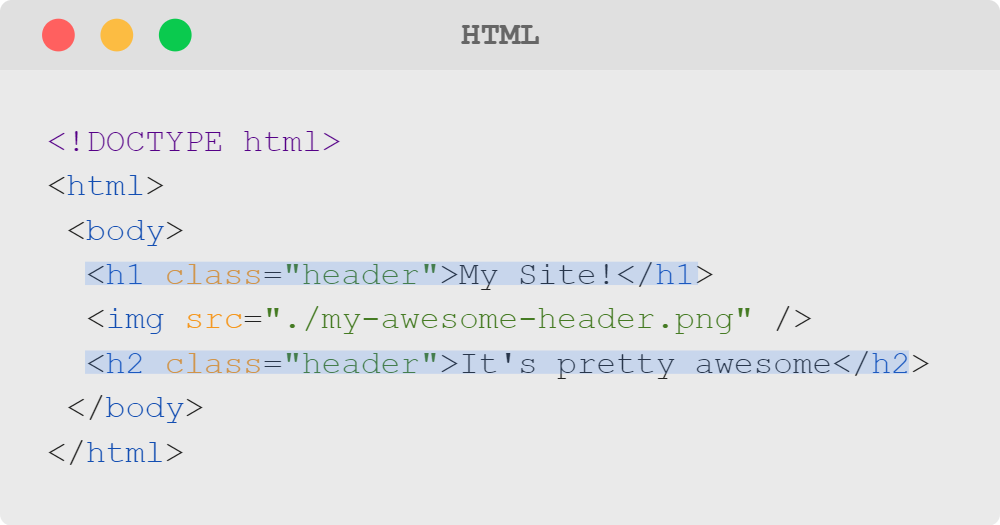 HTML
<!DOCTYPE html>
<html>
<body>
<h1 class="header">My Site!</h1>
<img src="./my-awesome-header.png" />
<h2 class="header">It's pretty awesome</h2>
</body>
</html>